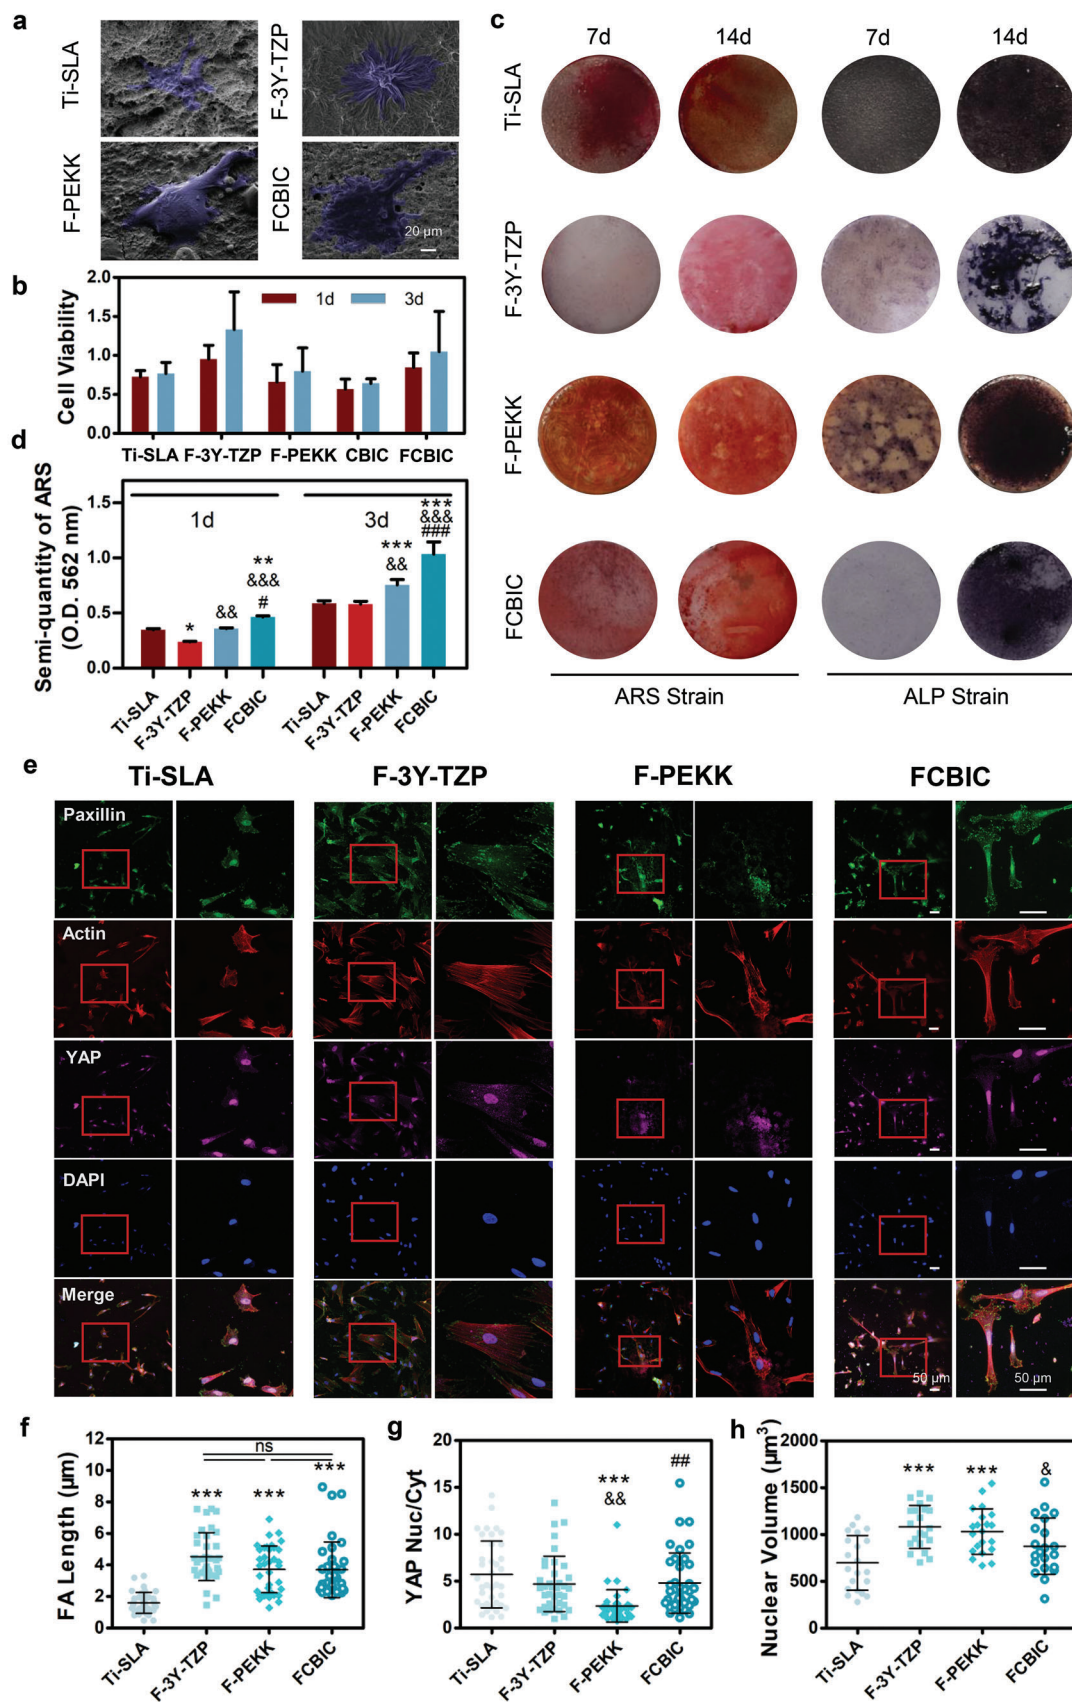 a
Ti-SLA
F-3Y-TZP
F-PEKK
FCBIC
20 µm
b
2.0
1.5
1.0
0.5
0.0
Cell Viability
1d
3d
Ti-SLA F-3Y-TZP F-PEKK CBIC FCBIC
c
7d 14d 7d 14d
Ti-SLA
F-3Y-TZP
F-PEKK
FCBIC
ARS Strain ALP Strain
d
Semi-quantity of ARS
(O.D. 562 nm)
1.5
1.0
0.5
0.0
1d
3d
*
&&
**
&&&
#
***
&&
***
&&&
###
Ti-SLA F-3Y-TZP F-PEKK FCBIC Ti-SLA F-3Y-TZP F-PEKK FCBIC
e
Ti-SLA F-3Y-TZP F-PEKK FCBIC
Paxillin
Actin
YAP
DAPI
Merge
50 µm 50 µm
f
FA Length (µm)
12
10
8
6
4
2
0
ns
***
***
***
Ti-SLA F-3Y-TZP F-PEKK FCBIC
g
YAP Nuc/Cyt
20
15
10
5
0
***
&&
##
Ti-SLA F-3Y-TZP F-PEKK FCBIC
h
Nuclear Volume (µm³)
2000
1500
1000
500
0
***
***
&
Ti-SLA F-3Y-TZP F-PEKK FCBIC